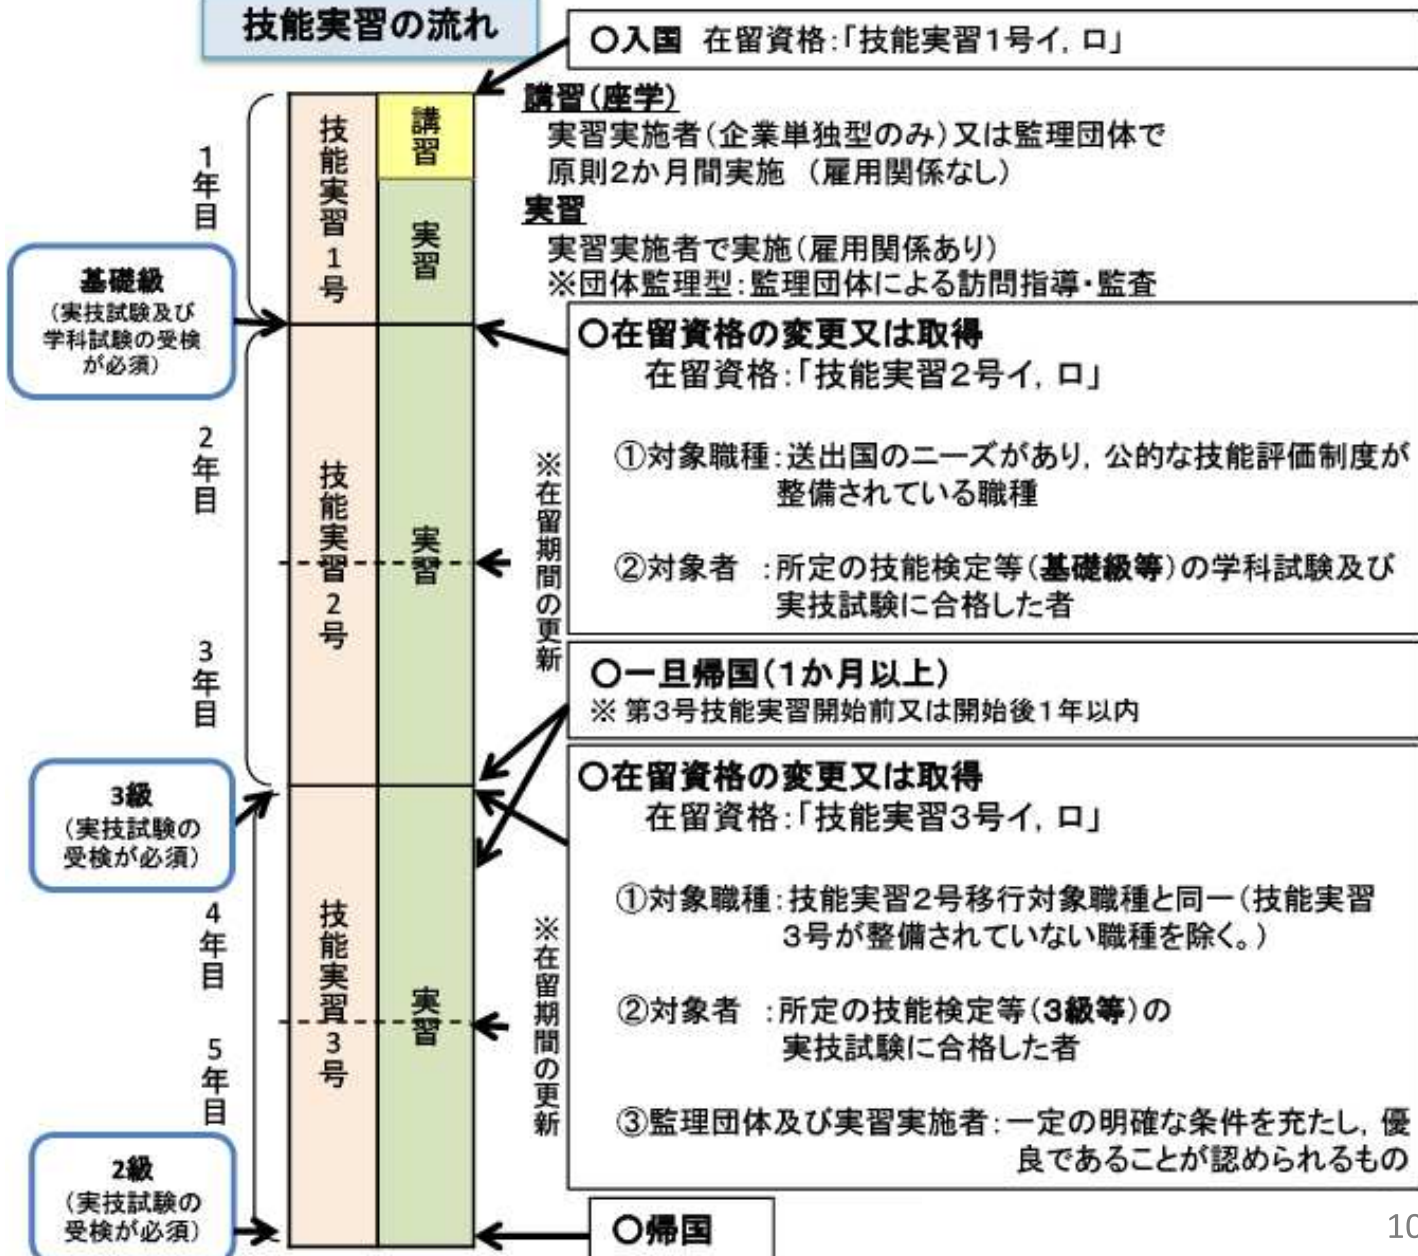 技能実習の流れ
〇入国 在留資格:「技能実習1号イ, ロ」
講習(座学)
実習実施者(企業単独型のみ)又は監理団体で
原則2か月間実施 (雇用関係なし)
実習
実習実施者で実施(雇用関係あり)
※団体監理型:監理団体による訪問指導・監査
1年目
技能実習1号
講習
実習
基礎級
(実技試験及び
学科試験の受検
が必須)
〇在留資格の変更又は取得
在留資格:「技能実習2号イ, ロ」
①対象職種:送出国のニーズがあり, 公的な技能評価制度が
整備されている職種
②対象者 :所定の技能検定等(基礎級等)の学科試験及び
実技試験に合格した者
2年目
3年目
技能実習2号
実習
※在留期間の更新
〇一旦帰国(1か月以上)
※ 第3号技能実習開始前又は開始後1年以内
3級
(実技試験の
受検が必須)
〇在留資格の変更又は取得
在留資格:「技能実習3号イ, ロ」
①対象職種:技能実習2号移行対象職種と同一(技能実習
3号が整備されていない職種を除く。)
②対象者 :所定の技能検定等(3級等)の
実技試験に合格した者
③監理団体及び実習実施者:一定の明確な条件を充たし, 優
良であることが認められるもの
4年目
5年目
技能実習3号
実習
※在留期間の更新
2級
(実技試験の
受検が必須)
〇帰国
10